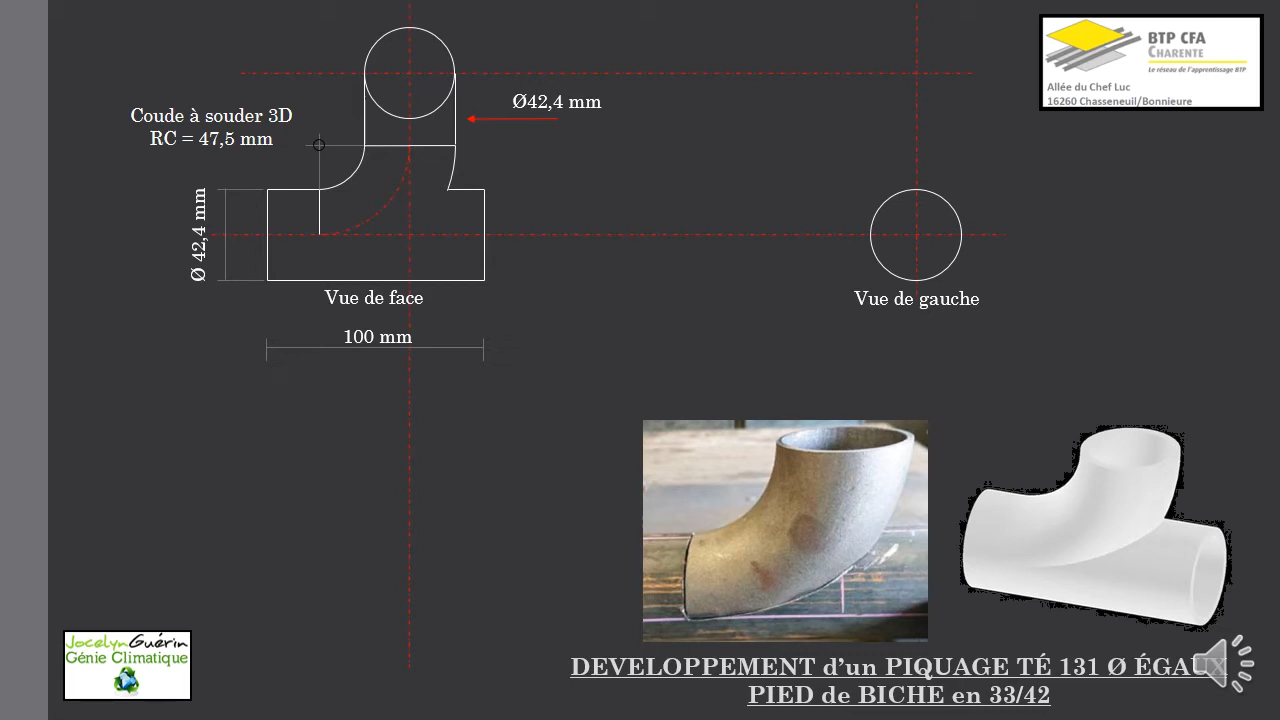 BTP CFA
CHARENTE
Le réseau de l'apprentissage BTP
Allée du Chef Luc
16260 Chasseneuil/Bonnieure
Ø42,4 mm
Coude à souder 3D
RC = 47,5 mm
Ø 42,4 mm
Vue de face
Vue de gauche
100 mm
Jocelyn Guérin
Génie Climatique
DEVELOPPEMENT d’un PIQUAGE TÉ 131 Ø ÉGAUX
PIED de BICHE en 33/42